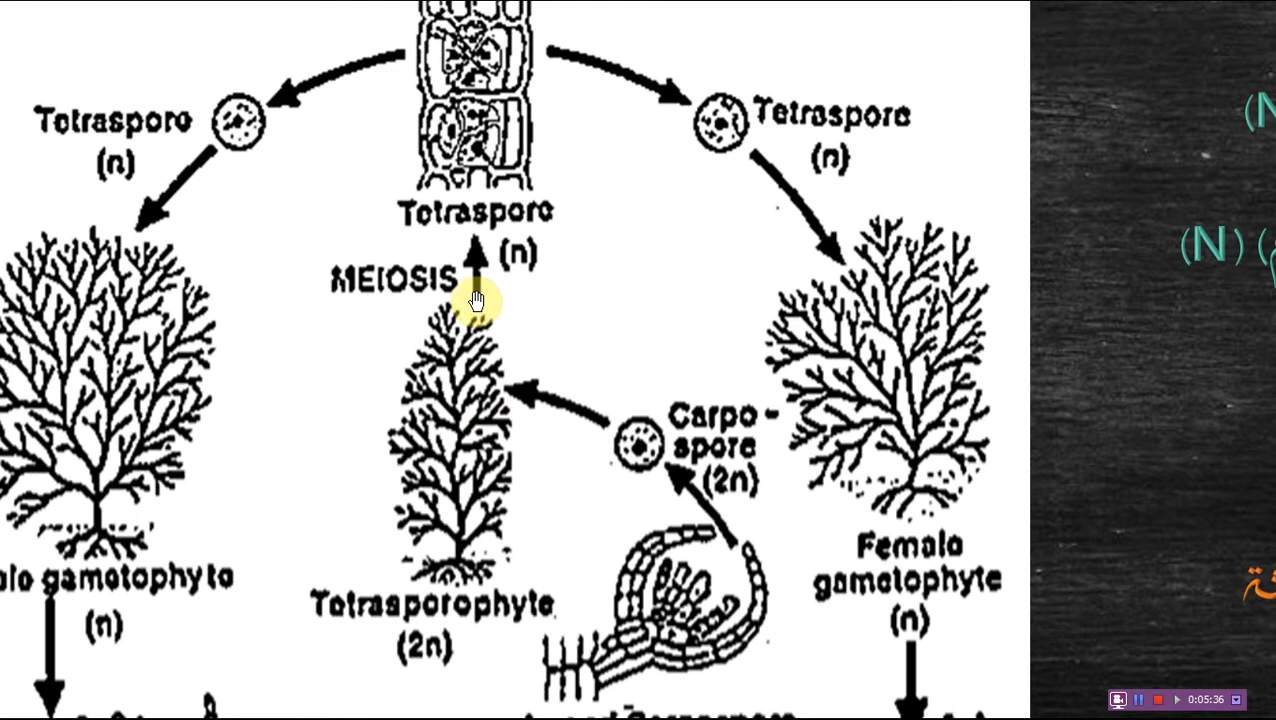 Tetraspore
(n)
Tetraspore
(n)
Tetraspore
(n)
MEIOSIS
Carpo-
spore
(2n)
gametophyte
(n)
Tetrasporophyte
(2n)
Female
gametophyte
(n)
(N)
0:05:36